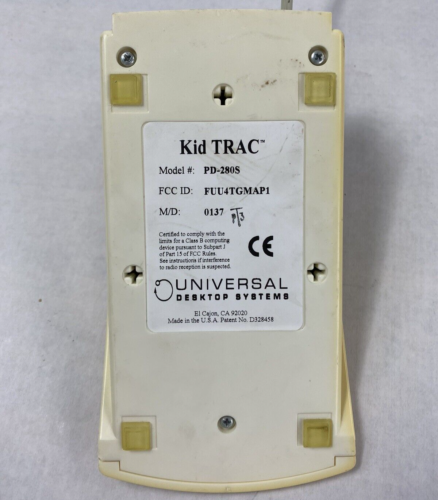 Kid TRAC™
Model #: PD-280S
FCC ID: FUU4TGMAP1
M/D: 0137 PT3
Certified to comply with the
limits for a Class B computing
device pursuant to Subpart J
of Part 15 of FCC Rules.
See instructions if interference
to radio reception is suspected.
CE
UNIVERSAL
DESKTOP SYSTEMS
El Cajon, CA 92020
Made in the U.S.A. Patent No. D328458